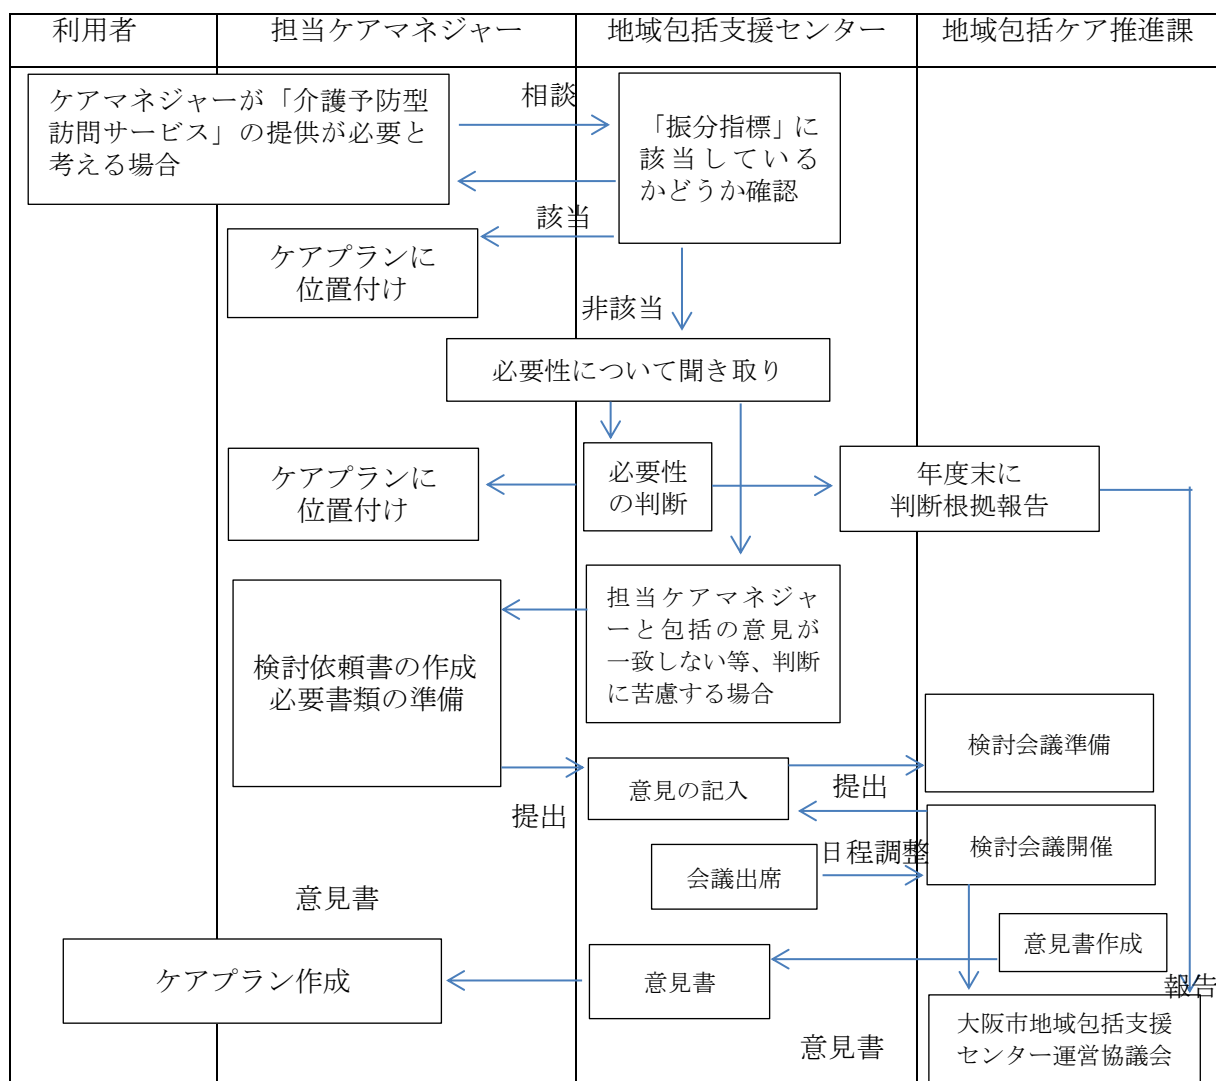 利用者
担当ケアマネジャー
地域包括支援センター
地域包括ケア推進課
ケアマネジャーが「介護予防型
訪問サービス」の提供が必要と
考える場合
相談
「振分指標」に
該当している
かどうか確認
該当
ケアプランに
位置付け
非該当
必要性について聞き取り
ケアプランに
位置付け
必要性
の判断
年度末に
判断根拠報告
担当ケアマネジャ
ーと包括の意見が
一致しない等、判断
に苦慮する場合
検討依頼書の作成
必要書類の準備
検討会議準備
意見の記入
提出
提出
日程調整
検討会議開催
会議出席
意見書
意見書作成
ケアプラン作成
意見書
報告
大阪市地域包括支援
センター運営協議会
意見書